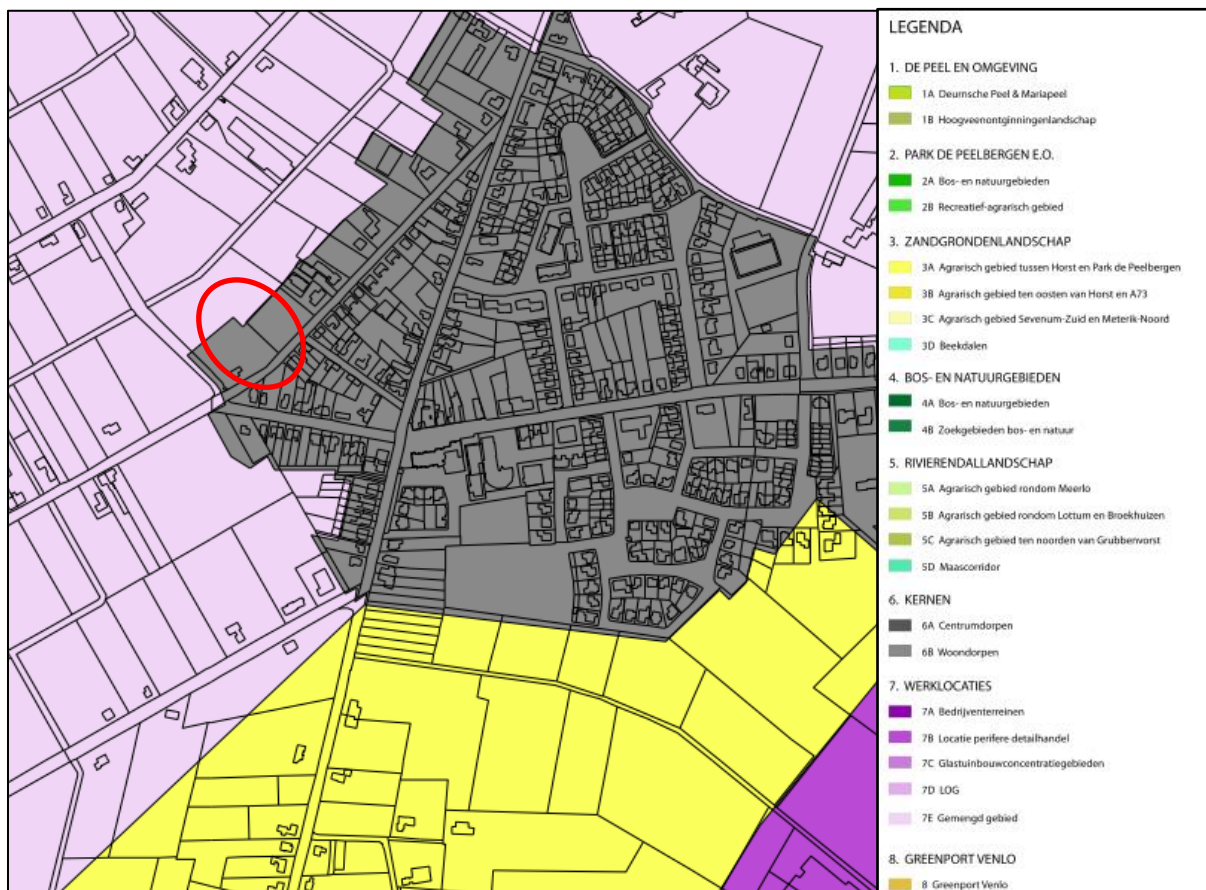 LEGENDA
1. DE PEEL EN OMGEVING
1A Deurnsche Peel & Mariapeel
1B Hoogveenontginningenlandschap
2. PARK DE PEELBERGEN E.O.
2A Bos- en natuurgebieden
2B Recreatief-agrarisch gebied
3. ZANDGRONDENLANDSCHAP
3A Agrarisch gebied tussen Horst en Park de Peelbergen
3B Agrarisch gebied ten oosten van Horst en A73
3C Agrarisch gebied Sevenum-Zuid en Meterik-Noord
3D Beekdalen
4. BOS- EN NATUURGEBIEDEN
4A Bos- en natuurgebieden
4B Zoekgebieden bos- en natuur
5. RIVIERENDALLANDSCHAP
5A Agrarisch gebied rondom Meerlo
5B Agrarisch gebied rondom Lottum en Broekhuizen
5C Agrarisch gebied ten noorden van Grubbenvorst
5D Maascorridor
6. KERNEN
6A Centrumdorpen
6B Woondorpen
7. WERKLOCATIES
7A Bedrijventerreinen
7B Locatie perifere detailhandel
7C Glastuinbouwconcentratiegebieden
7D LOG
7E Gemengd gebied
8. GREENPORT VENLO
8 Greenport Venlo